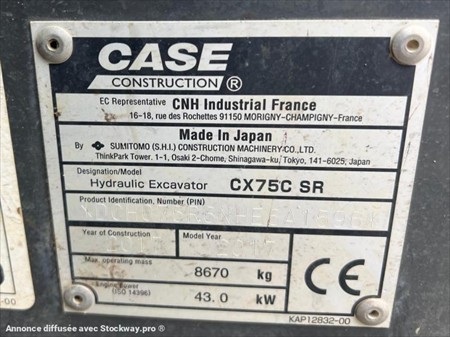 CASE
CONSTRUCTION ®
EC Representative CNH Industrial France
16-18, rue des Rochettes 91150 MORIGNY-CHAMPIGNY-France
Made In Japan
By SUMITOMO (S.H.I.) CONSTRUCTION MACHINERY CO.,LTD.
ThinkPark Tower. 1-1, Osaki 2-Chome, Shinagawa-ku, Tokyo, 141-6025, Japan
Designation/Model
Hydraulic Excavator CX75C SR
Product Identification, Number (PIN)
Year of Construction Model Year
Max. operating mass
8670 kg
Engine Power
(ISO 14396) 43.0 kW
CE
KAP12832-00
-00
Annonce diffusée avec Stockway.pro ®